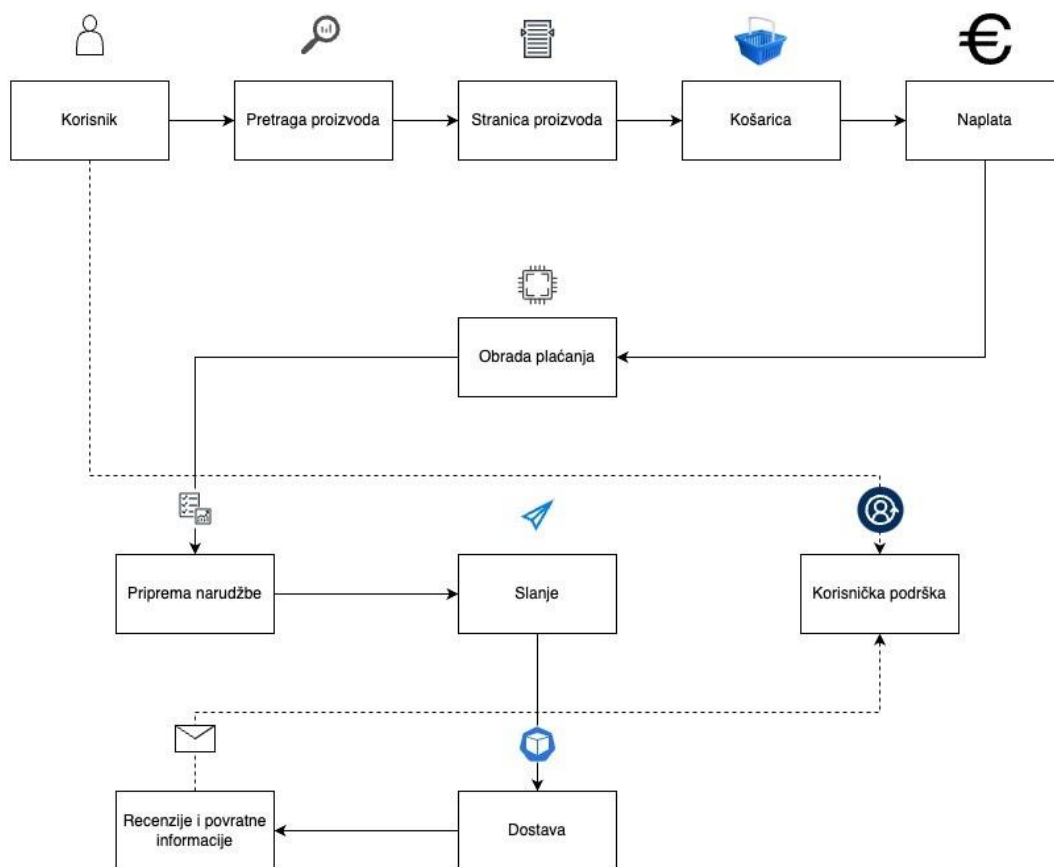 Korisnik
Pretraga proizvoda
Stranica proizvoda
Košarica
Naplata
Obrada plaćanja
Priprema narudžbe
Slanje
Korisnička podrška
Recenzije i povratne
informacije
Dostava